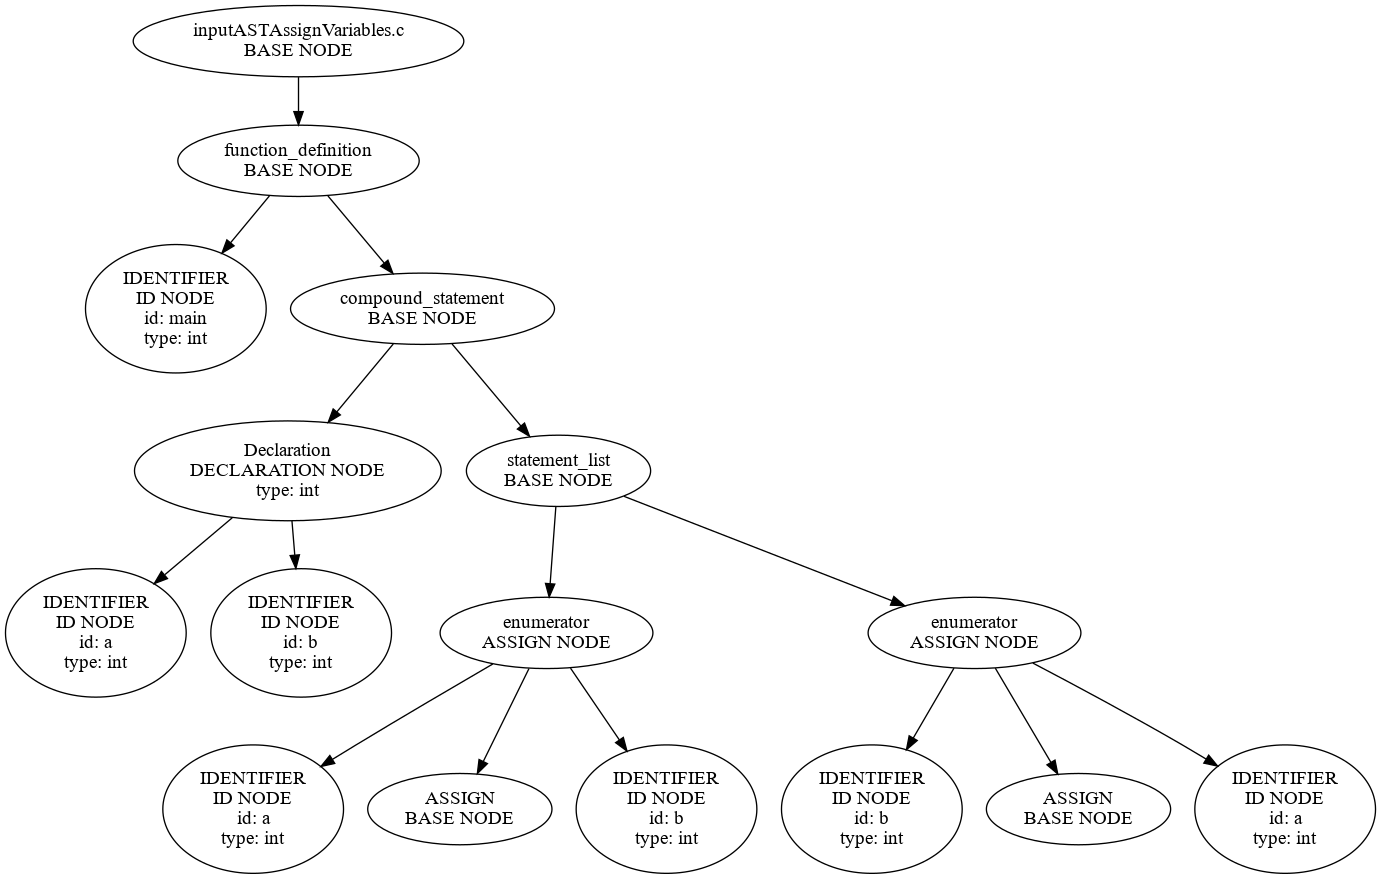 inputASTAssignVariables.c
BASE NODE
function_definition
BASE NODE
IDENTIFIER
ID NODE
id: main
type: int
compound_statement
BASE NODE
Declaration
DECLARATION NODE
type: int
statement_list
BASE NODE
IDENTIFIER
ID NODE
id: a
type: int
IDENTIFIER
ID NODE
id: b
type: int
enumerator
ASSIGN NODE
enumerator
ASSIGN NODE
IDENTIFIER
ID NODE
id: a
type: int
ASSIGN
BASE NODE
IDENTIFIER
ID NODE
id: b
type: int
IDENTIFIER
ID NODE
id: b
type: int
ASSIGN
BASE NODE
IDENTIFIER
ID NODE
id: a
type: int